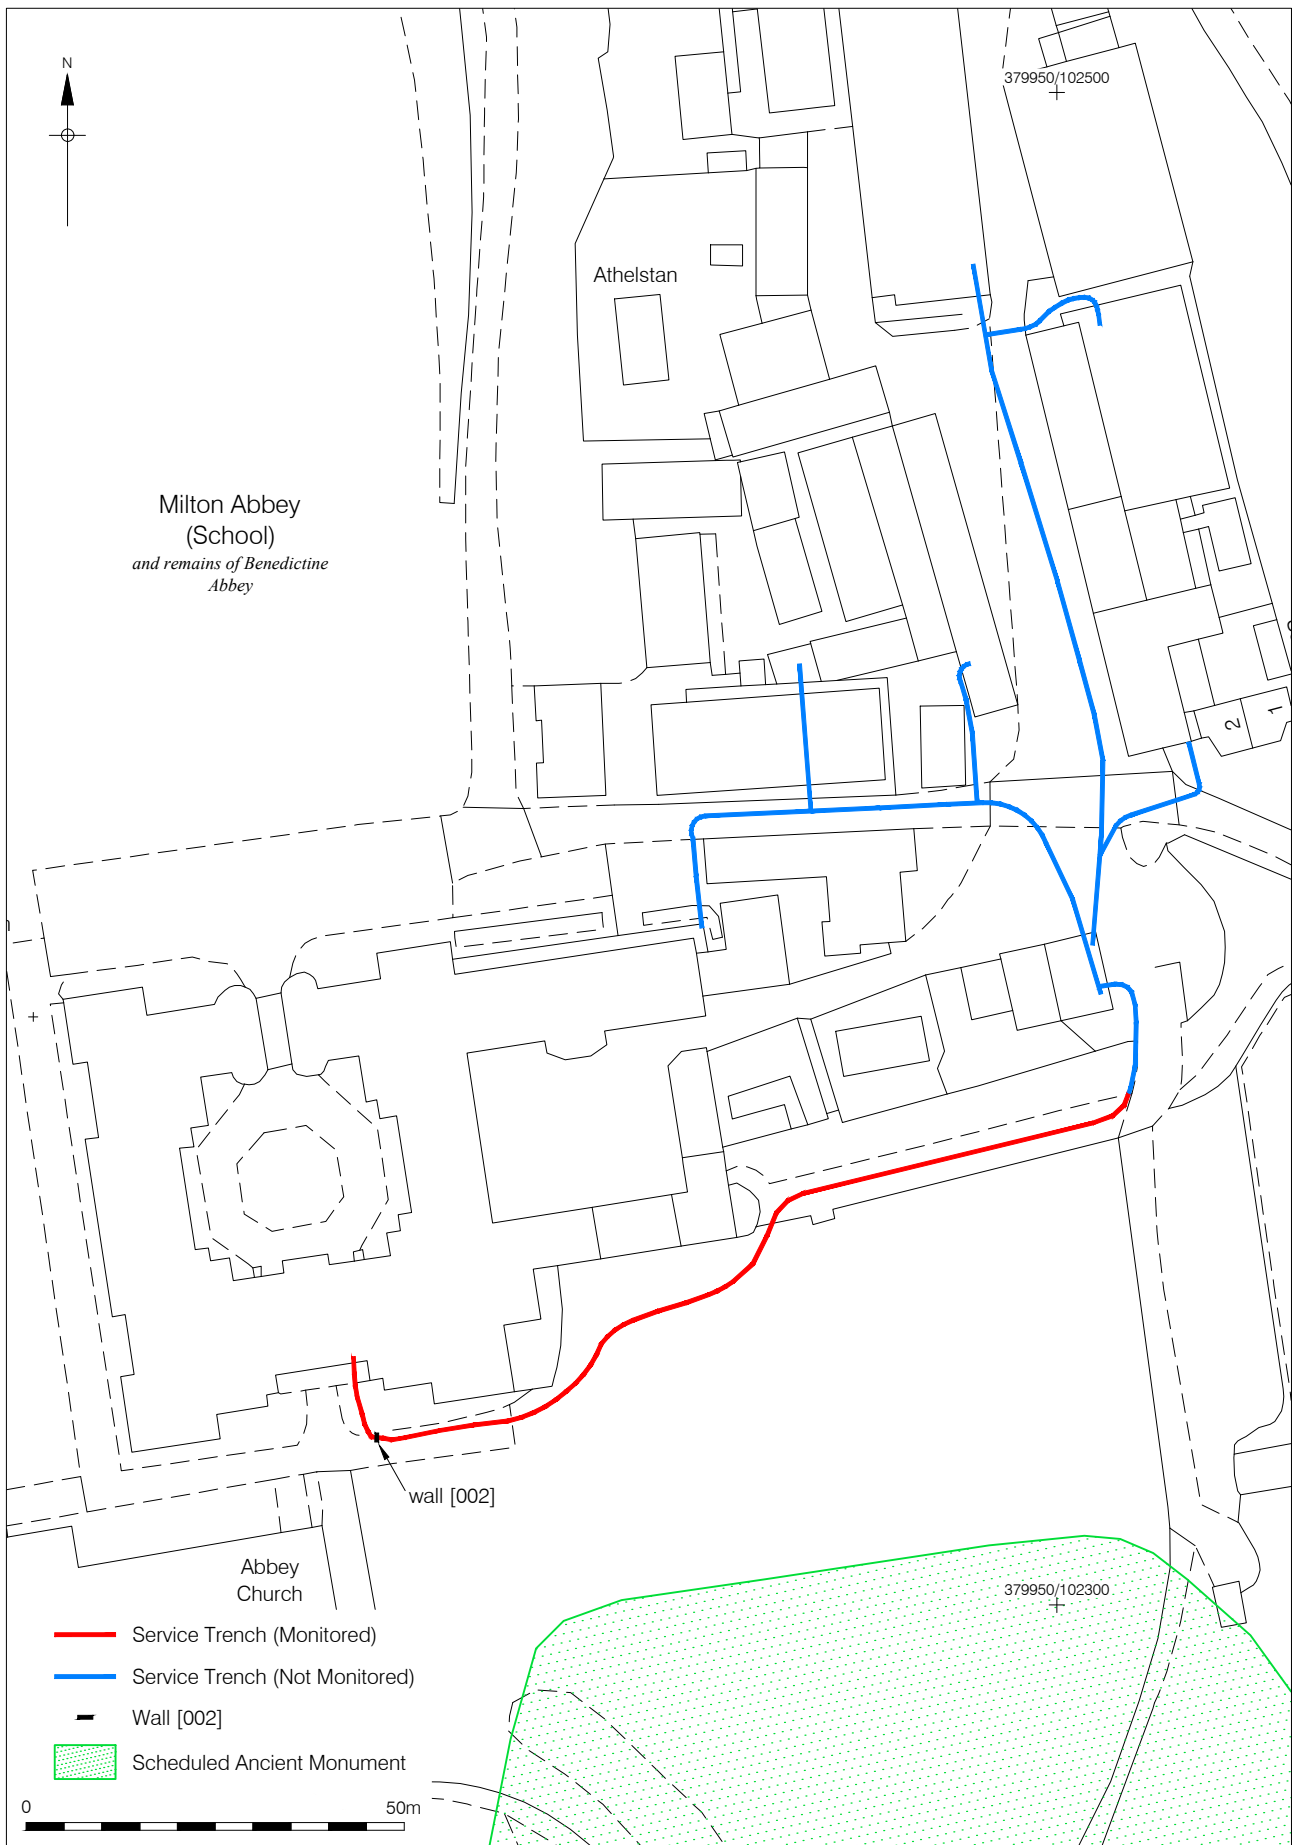 N
379950/102500
Athelstan
Milton Abbey
(School)
and remains of Benedictine
Abbey
2
1
wall [002]
Abbey
Church
379950/102300
Service Trench (Monitored)
Service Trench (Not Monitored)
Wall [002]
Scheduled Ancient Monument
0
50m